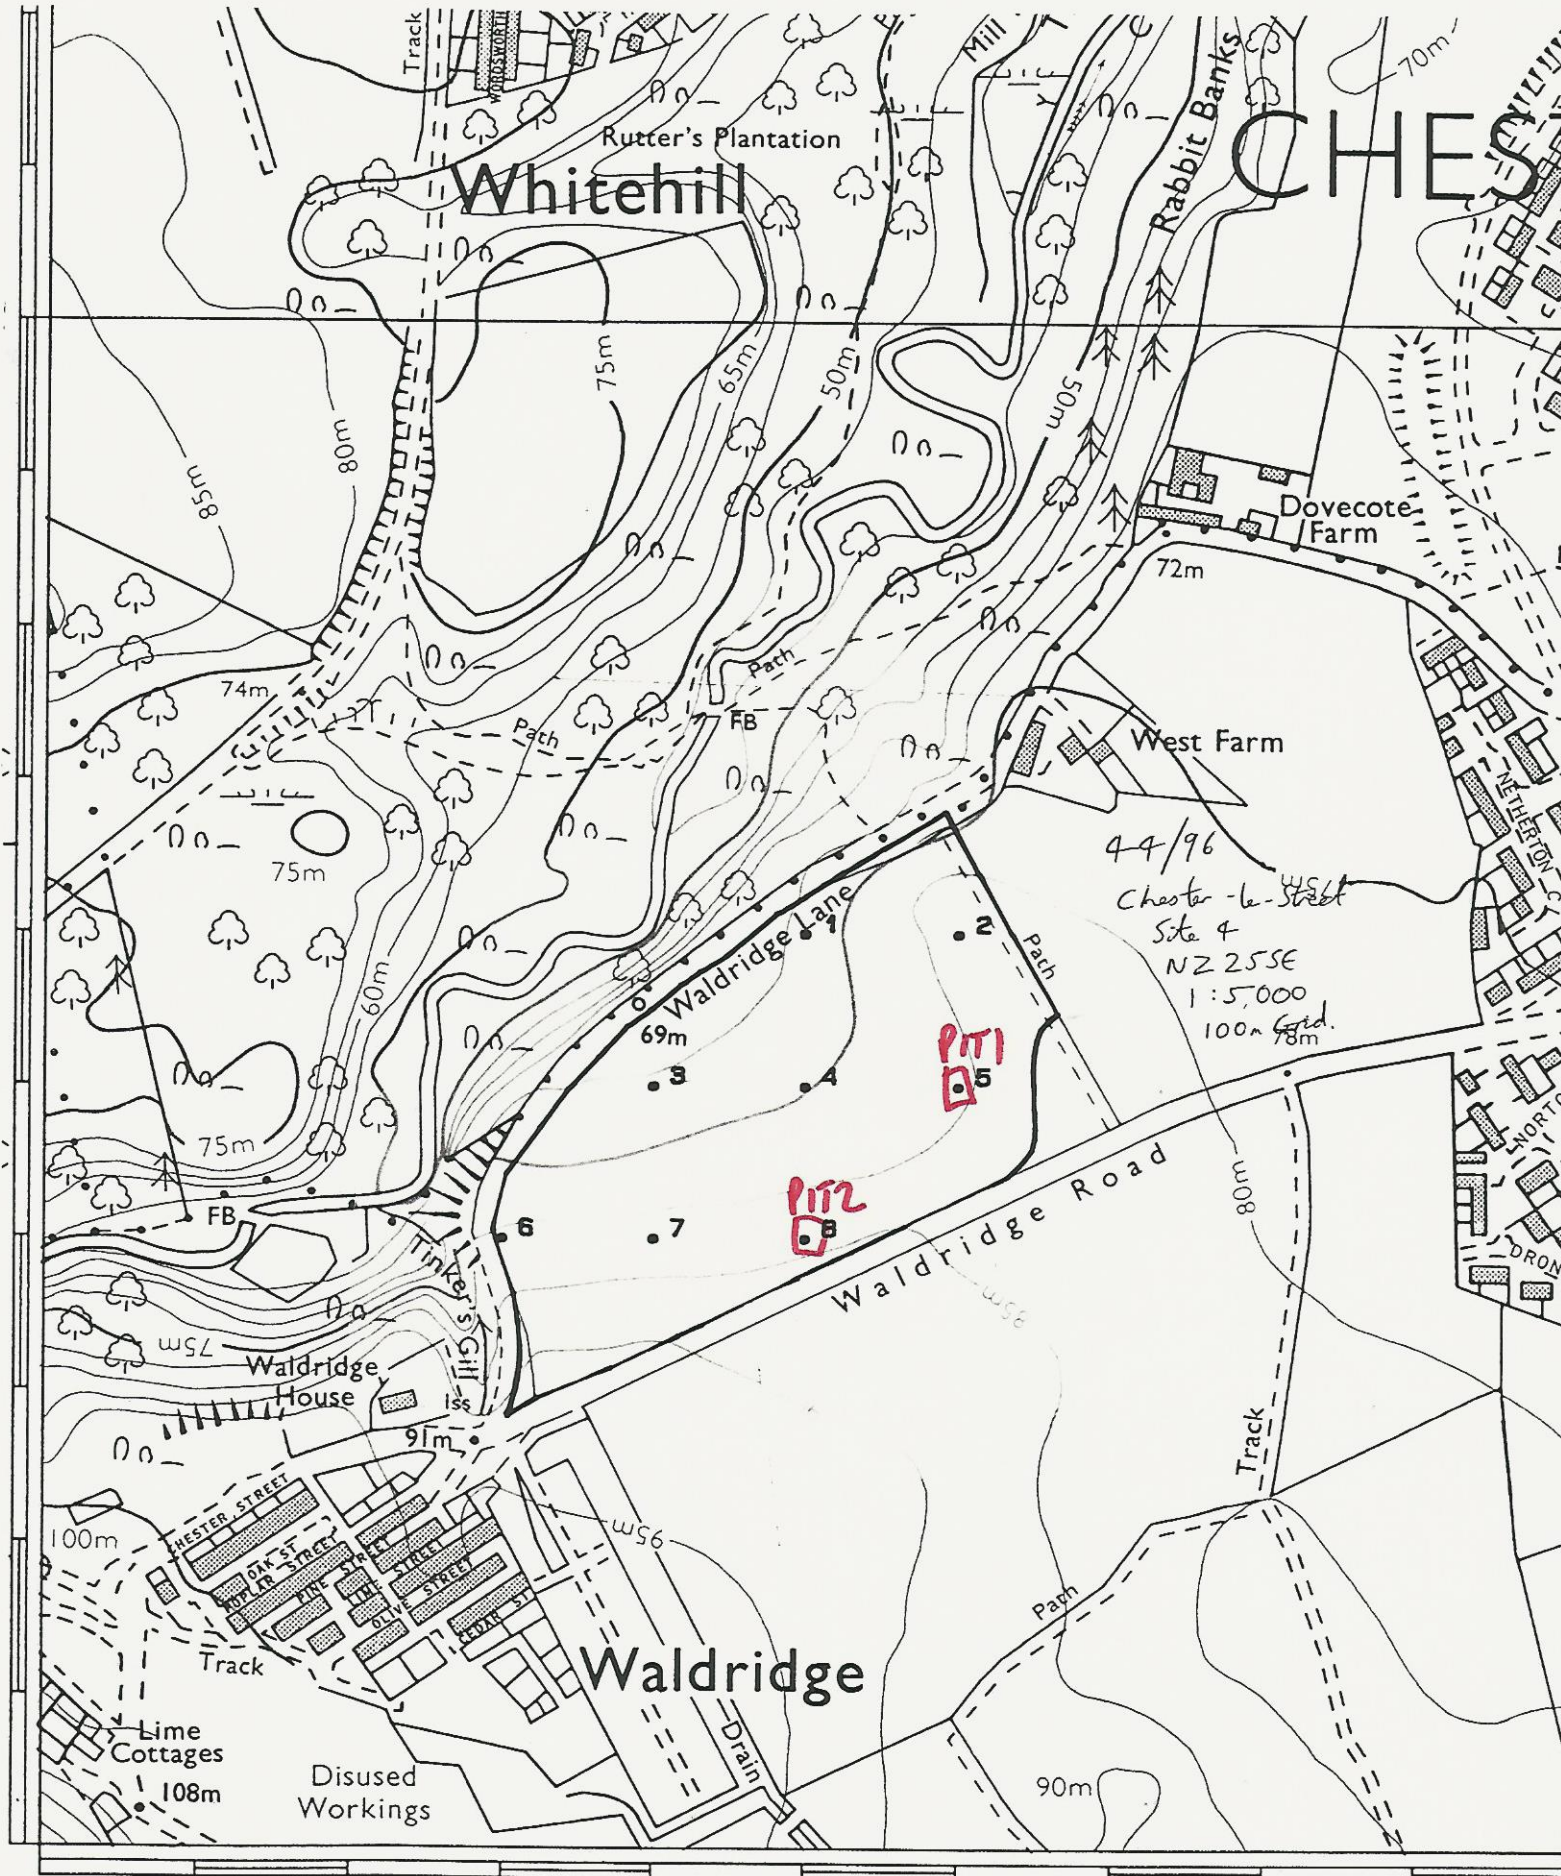 Track
WORDSWORTH
Mill
Rabbit Banks
70m
Rutter's Plantation
Whitehill
CHES
75m
65m
50m
50m
80m
85m
Dovecote
Farm
72m
74m
Path
Path
FB
West Farm
NETHERTON
75m
44/96
Chester-le-Street
Site 4
NZ 25SE
1:5,000
100m Grid.
78m
75m
Waldridge Lane
1
2
Path
60m
69m
PIT1
3
4
5
75m
NORTO
80m
FB
PIT2
6
7
8
Waldridge Road
DRON
Tinker's Gill
85m
75m
Waldridge
House
Iss
91m
Track
CHESTER STREET
OAK ST
POPLAR STREET
PINE STREET
LIME STREET
OLIVE STREET
CEDAR ST
95m
100m
Path
Track
Waldridge
Drain
Lime
Cottages
108m
Disused
Workings
90m